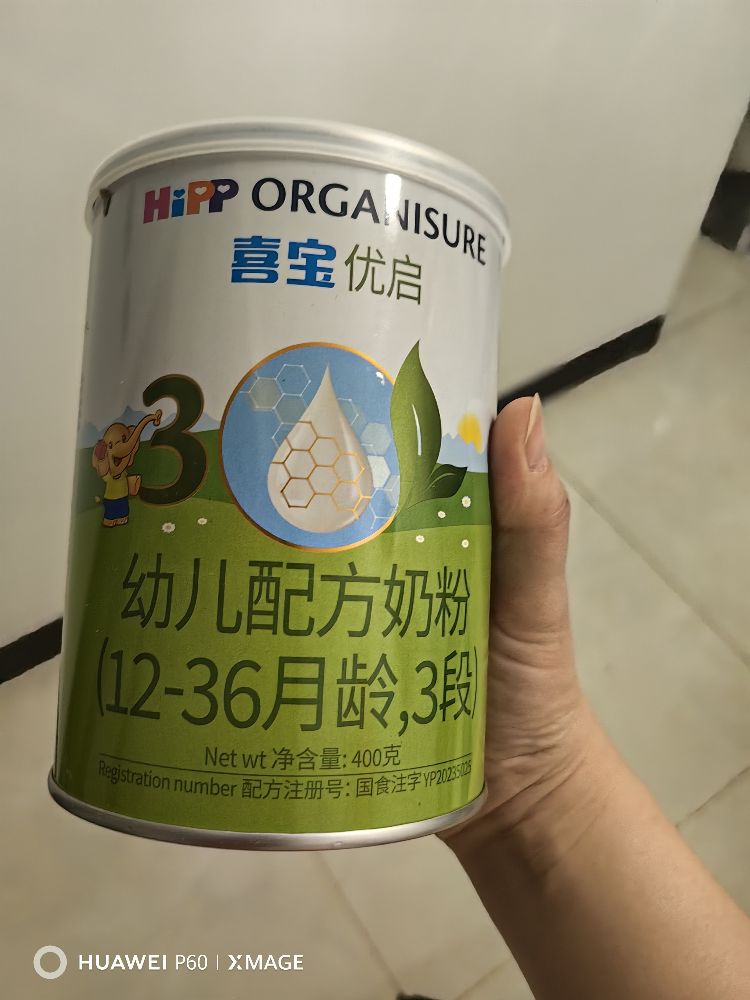 HiPP ORGANISURE
喜宝优启
3
幼儿配方奶粉
(12-36月龄,3段)
Net wt 净含量: 400克
Registration number 配方注册号: 国食注字YP20235025
HUAWEI P60 | XMAGE